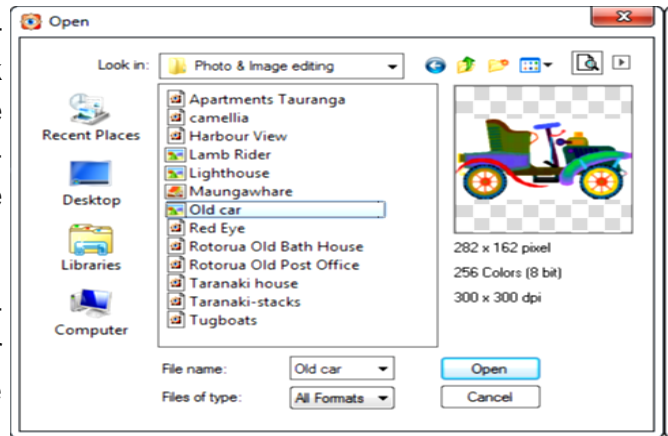 Open
Look in:
Photo & Image editing
Recent Places
Desktop
Libraries
Computer
Apartments Tauranga
camellia
Harbour View
Lamb Rider
Lighthouse
Maungawhare
Old car
Red Eye
Rotorua Old Bath House
Rotorua Old Post Office
Taranaki house
Taranaki-stacks
Tugboats
282 x 162 pixel
256 Colors (8 bit)
300 x 300 dpi
File name:
Old car
Open
Files of type:
All Formats
Cancel